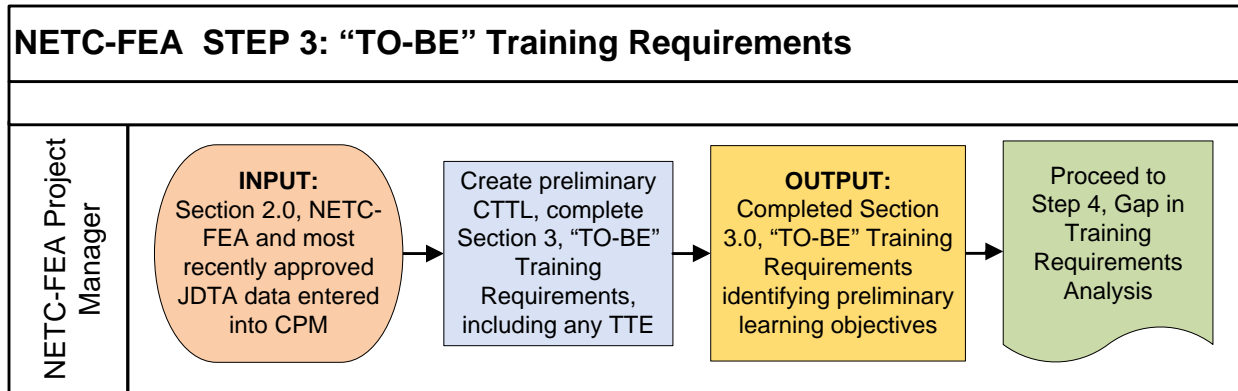 NETC-FEA  STEP 3: “TO-BE” Training Requirements
NETC-FEA Project
Manager
INPUT:
Section 2.0, NETC-
FEA and most
recently approved
JDTA data entered
into CPM
Create preliminary
CTTL, complete
Section 3, “TO-BE”
Training
Requirements,
including any TTE
OUTPUT:
Completed Section
3.0, “TO-BE” Training
Requirements
identifying preliminary
learning objectives
Proceed to
Step 4, Gap in
Training
Requirements
Analysis